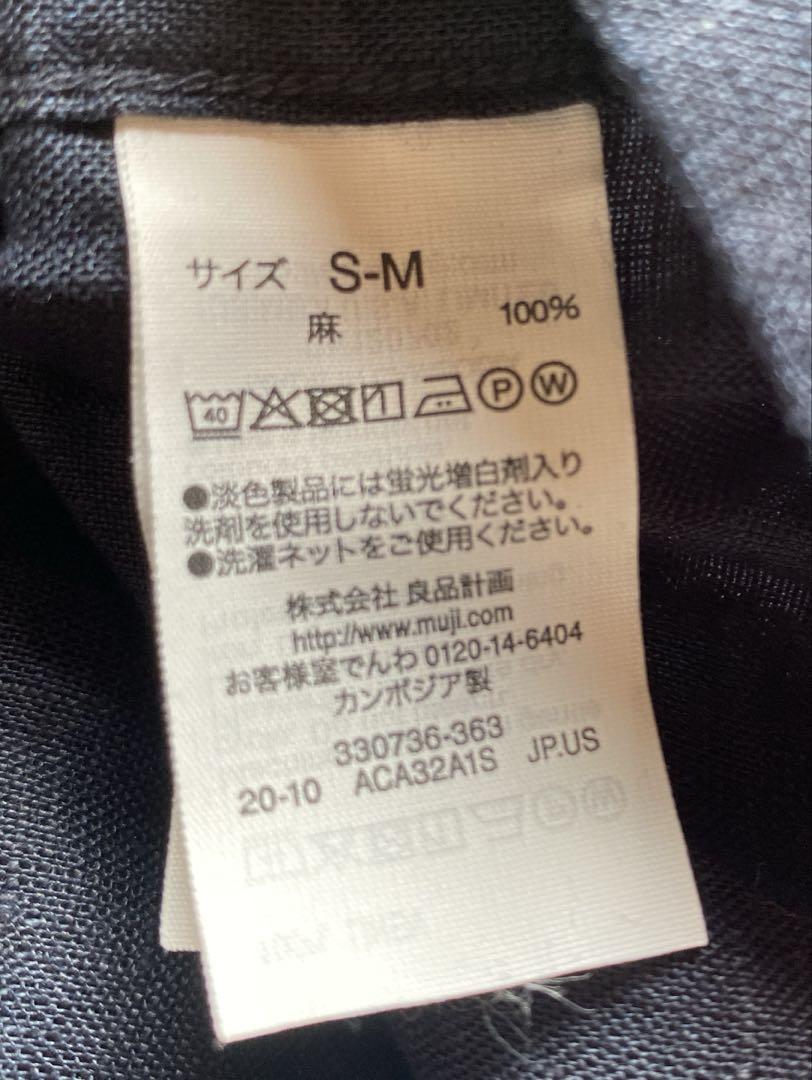 サイズ S-M
麻 100%
40 P W
●淡色製品には蛍光増白剤入り
洗剤を使用しないでください。
●洗濯ネットをご使用ください。
株式会社 良品計画
http://www.muji.com
お客様室でんわ 0120-14-6404
カンボジア製
330736-363
20-10 ACA32A1S JP.US